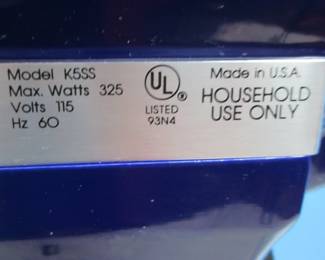 Model K5SS
Max. Watts 325
Volts 115
Hz 60
UL ®
LISTED
93N4
Made in U.S.A.
HOUSEHOLD
USE ONLY